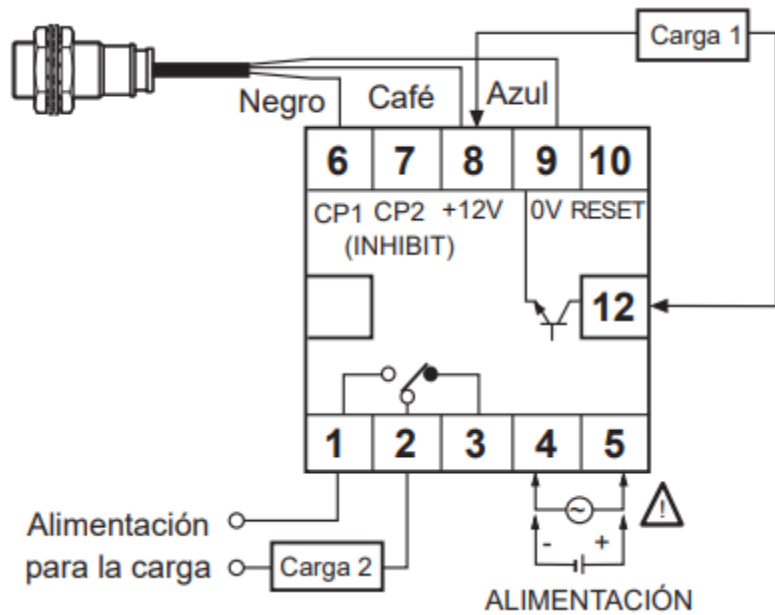 Carga 1
Negro Café Azul
6 7 8 9 10
CP1 CP2 +12V 0V RESET
(INHIBIT)
12
1 2 3 4 5
Alimentación
para la carga
Carga 2
~
!
- +
ALIMENTACIÓN